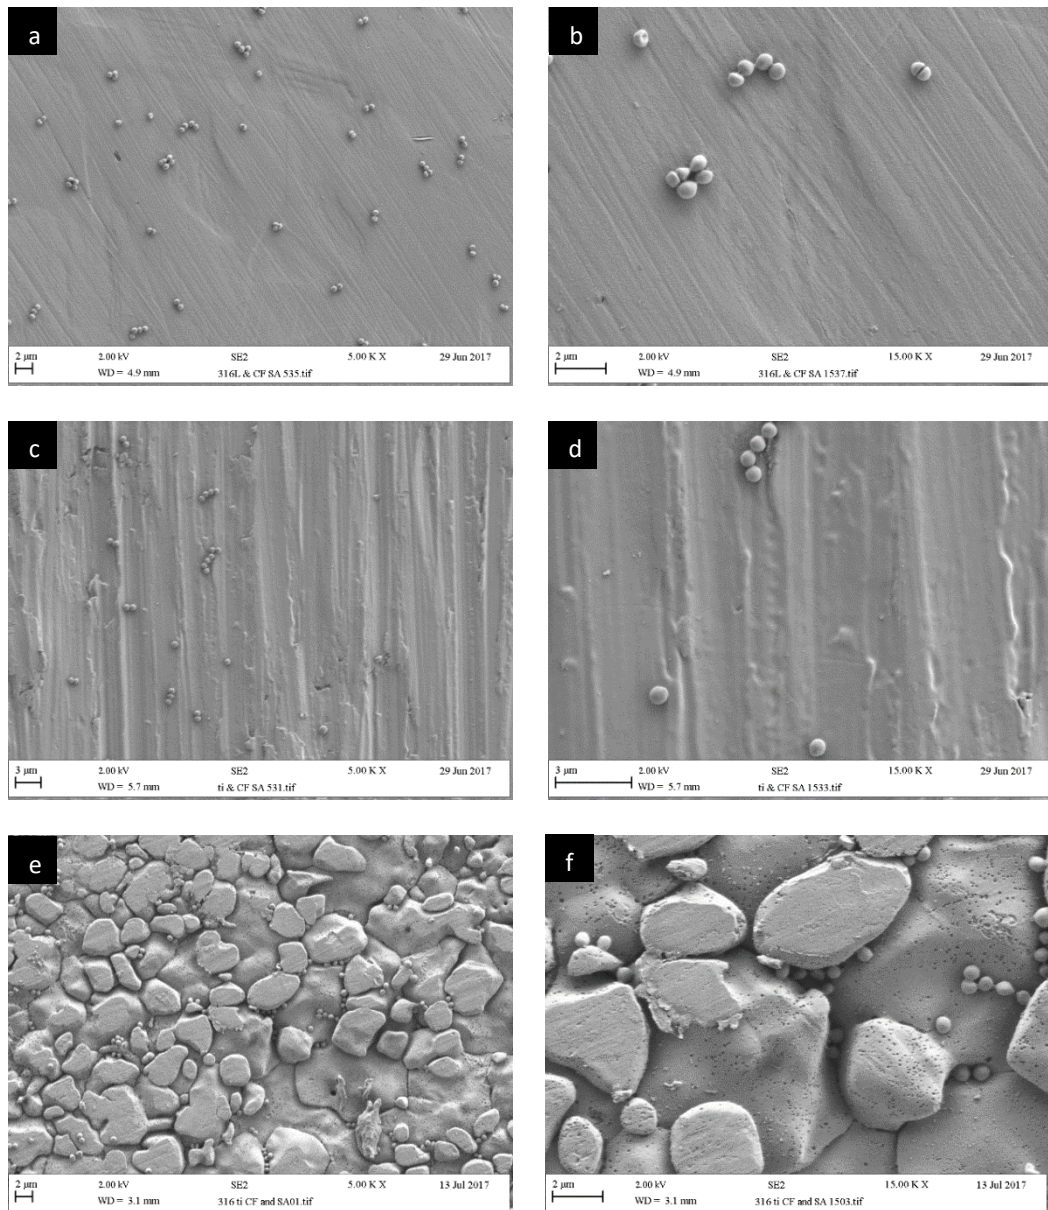 a
b
2 μm 2.00 kV SE2 5.00 K X 29 Jun 2017
WD = 4.9 mm 316L & CF SA 535.tif
2 μm 2.00 kV SE2 15.00 K X 29 Jun 2017
WD = 4.9 mm 316L & CF SA 1537.tif
c
d
3 μm 2.00 kV SE2 5.00 K X 29 Jun 2017
WD = 5.7 mm ti & CF SA 531.tif
3 μm 2.00 kV SE2 15.00 K X 29 Jun 2017
WD = 5.7 mm ti & CF SA 1533.tif
e
f
2 μm 2.00 kV SE2 5.00 K X 13 Jul 2017
WD = 3.1 mm 316 ti CF and SA01.tif
2 μm 2.00 kV SE2 15.00 K X 13 Jul 2017
WD = 3.1 mm 316 ti CF and SA 1503.tif